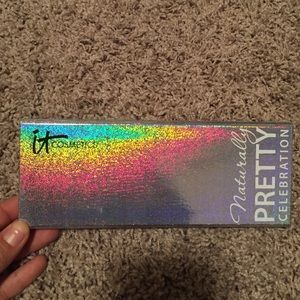 it
COSMETICS
Naturally
PRETTY
CELEBRATION